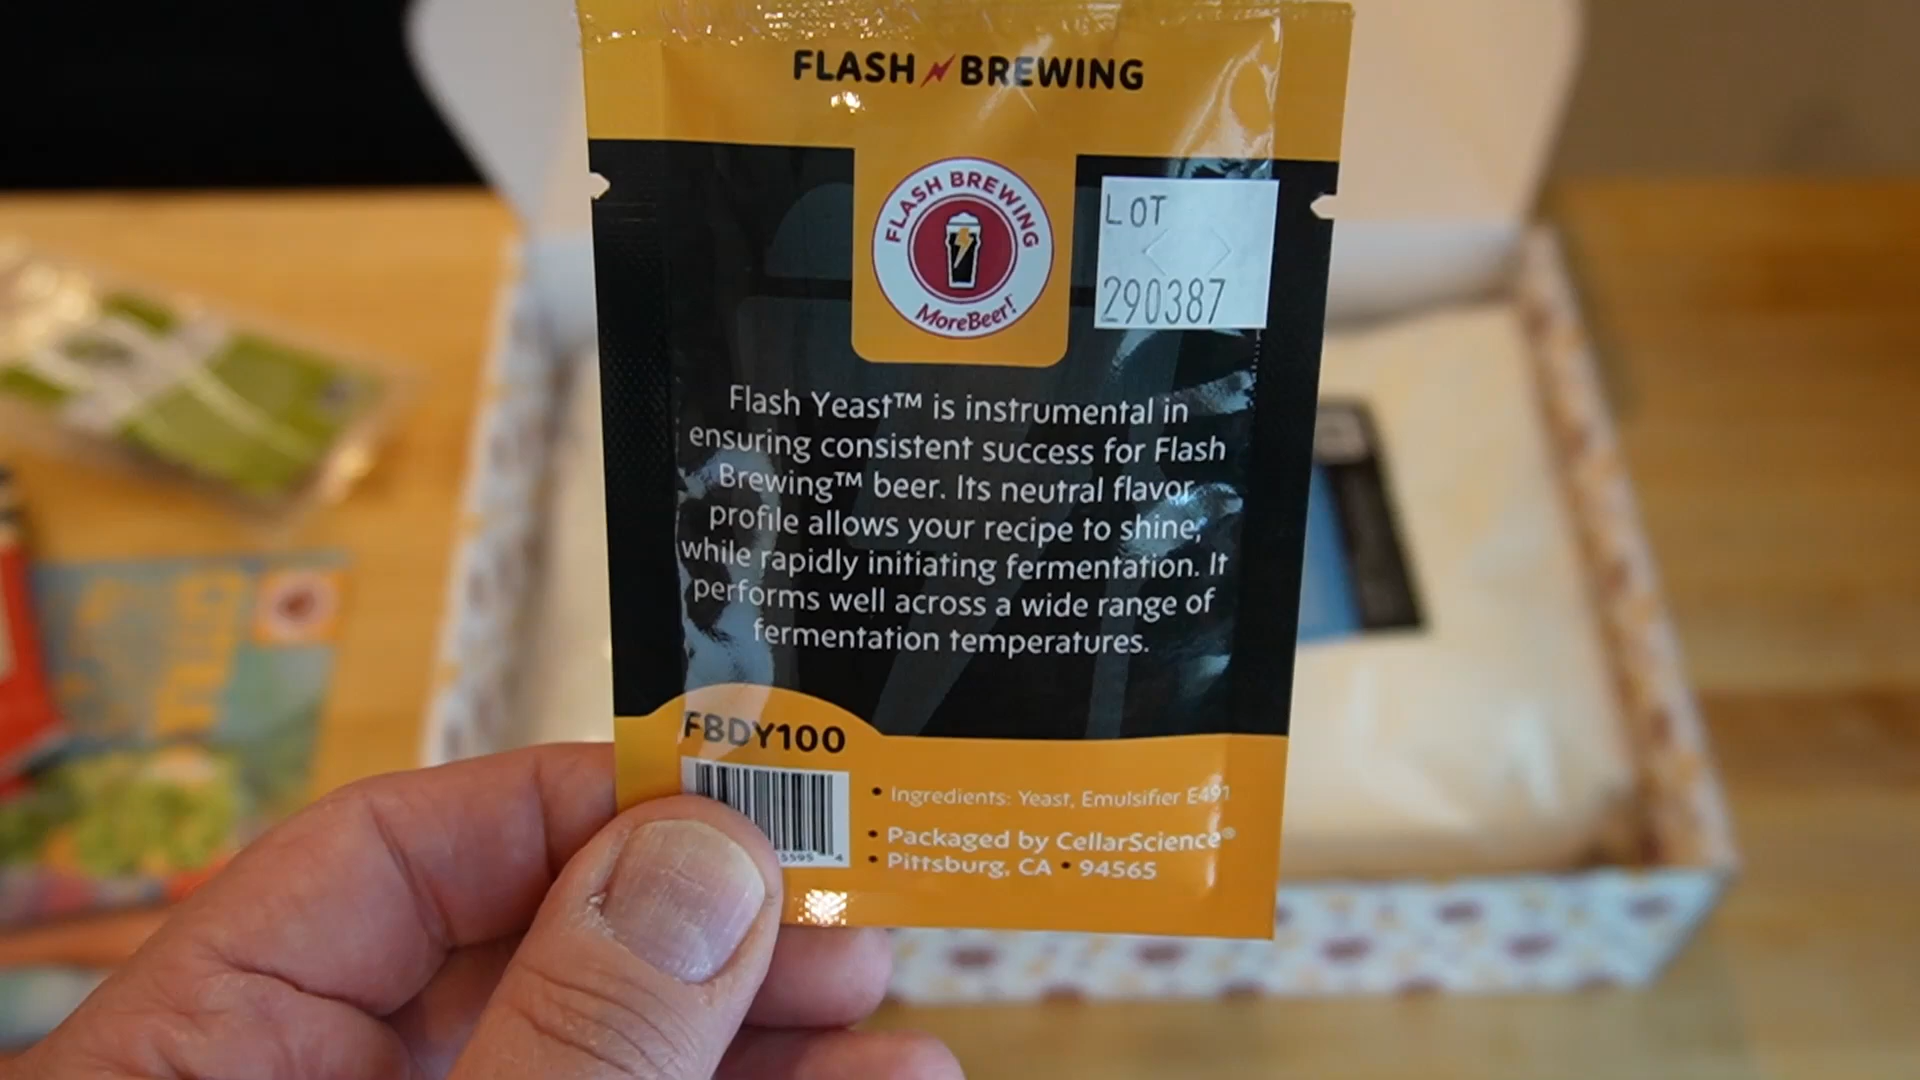 FLASH BREWING
FLASH BREWING
MoreBeer!
LOT
290387
Flash Yeast™ is instrumental in
ensuring consistent success for Flash
Brewing™ beer. Its neutral flavor
profile allows your recipe to shine,
while rapidly initiating fermentation. It
performs well across a wide range of
fermentation temperatures.
FBDY100
5595 4
• Ingredients: Yeast, Emulsifier E491
• Packaged by CellarScience®
• Pittsburg, CA • 94565